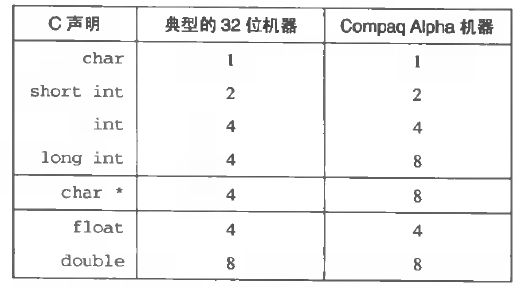 C 声明 典型的 32 位机器 Compaq Alpha 机器
char 1 1
short int 2 2
int 4 4
long int 4 8
char * 4 8
float 4 4
double 8 8